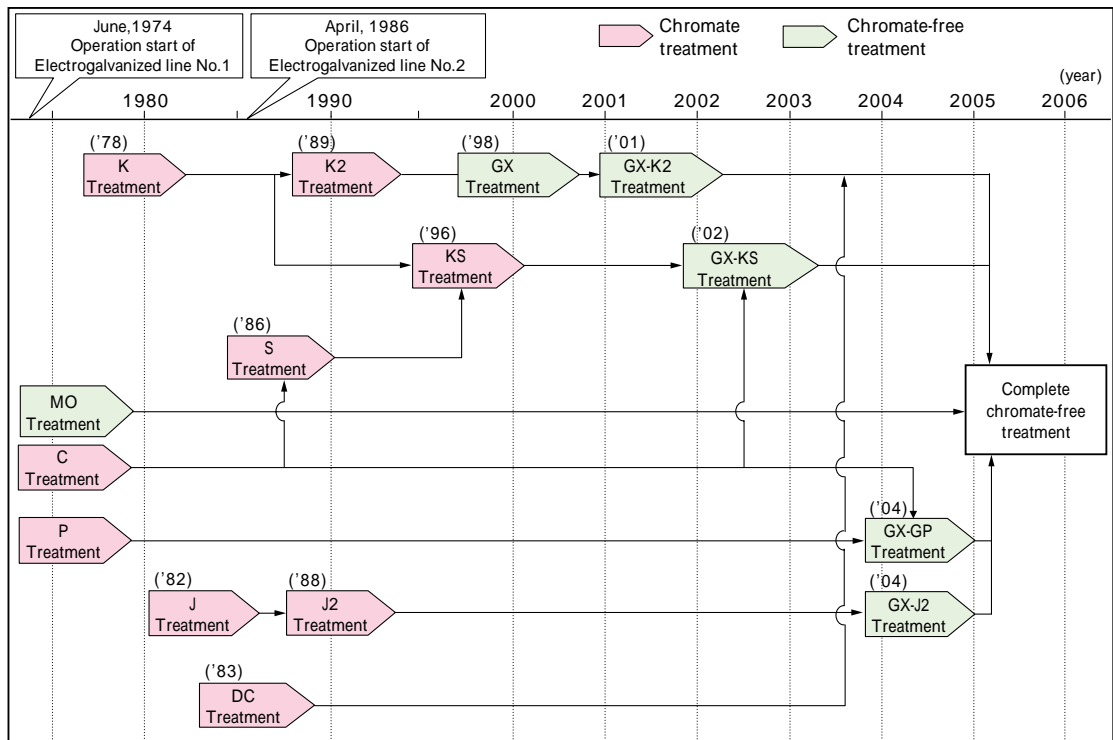 June,1974
Operation start of
Electrogalvanized line No.1
April, 1986
Operation start of
Electrogalvanized line No.2
Chromate
treatment
Chromate-free
treatment
(year)
1980
1990
2000
2001
2002
2003
2004
2005
2006
('78)
K
Treatment
('89)
K2
Treatment
('98)
GX
Treatment
('01)
GX-K2
Treatment
('96)
KS
Treatment
('02)
GX-KS
Treatment
('86)
S
Treatment
MO
Treatment
Complete
chromate-free
treatment
C
Treatment
P
Treatment
('04)
GX-GP
Treatment
('82)
J
Treatment
('88)
J2
Treatment
('04)
GX-J2
Treatment
('83)
DC
Treatment